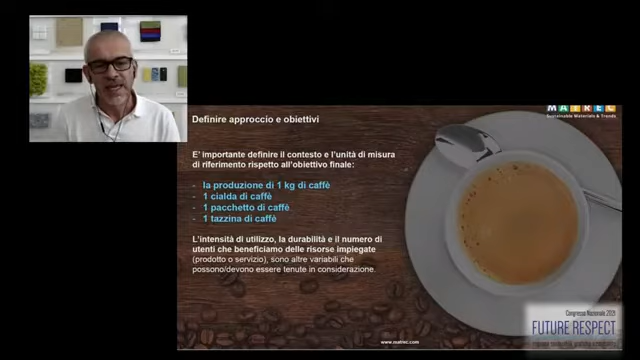 MATREC
Sustainable Materials & Trends
Definire approccio e obiettivi
E' importante definire il contesto e l'unità di misura
di riferimento rispetto all'obiettivo finale:
- la produzione di 1 kg di caffè
- 1 cialda di caffè
- 1 pacchetto di caffè
- 1 tazzina di caffè
L'intensità di utilizzo, la durabilità e il numero di
utenti che beneficiamo delle risorse impiegate
(prodotto o servizio), sono altre variabili che
possono/devono essere tenute in considerazione.
www.matrec.com
Congresso Nazionale 2021
FUTURE RESPECT